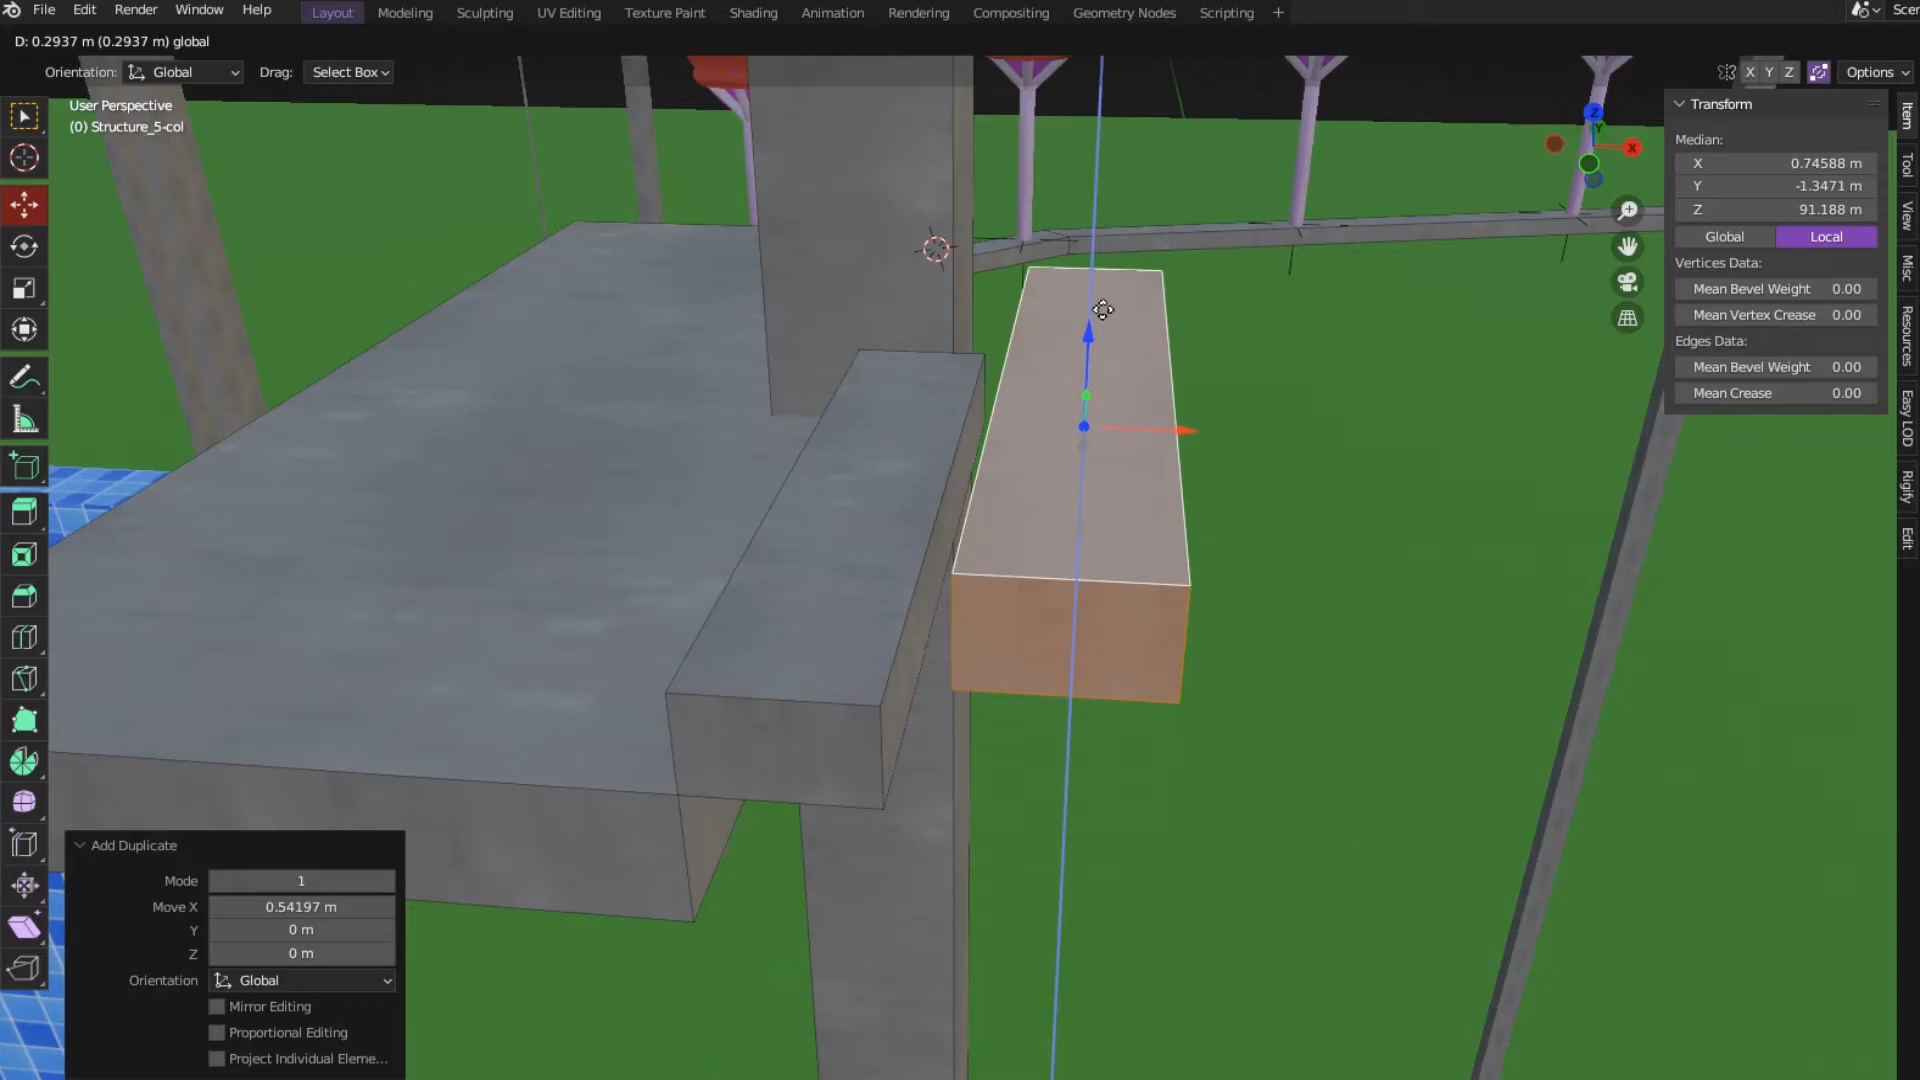 File Edit Render Window Help Layout Modeling Sculpting UV Editing Texture Paint Shading Animation Rendering Compositing Geometry Nodes Scripting +
D: 0.2937 m (0.2937 m) global
Orientation: Global Drag: Select Box X Y Z Options
User Perspective
(0) Structure_5-col
Z
Y
X
Transform
Median:
X 0.74588 m
Y -1.3471 m
Z 91.188 m
Global Local
Vertices Data:
Mean Bevel Weight 0.00
Mean Vertex Crease 0.00
Edges Data:
Mean Bevel Weight 0.00
Mean Crease 0.00
Item
Tool
View
Misc
Resources
Easy LOD
Rigify
Edit
Add Duplicate
Mode 1
Move X 0.54197 m
Y 0 m
Z 0 m
Orientation Global
Mirror Editing
Proportional Editing
Project Individual Eleme...